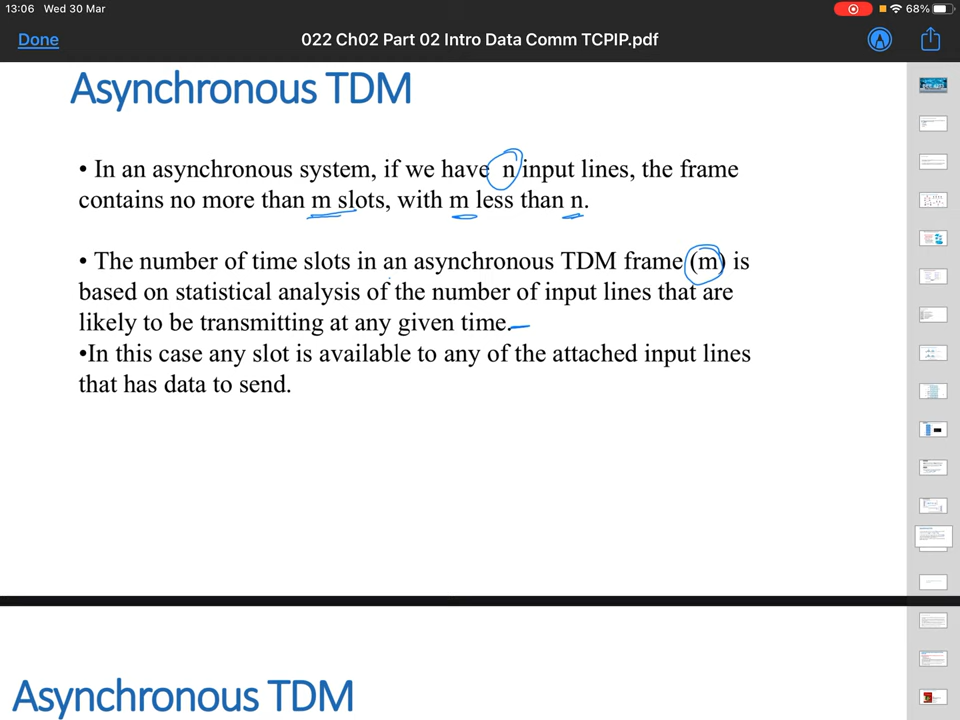 13:06 Wed 30 Mar
68%
Done
022 Ch02 Part 02 Intro Data Comm TCPIP.pdf
Asynchronous TDM
• In an asynchronous system, if we have n input lines, the frame
contains no more than m slots, with m less than n.
• The number of time slots in an asynchronous TDM frame (m) is
based on statistical analysis of the number of input lines that are
likely to be transmitting at any given time.
•In this case any slot is available to any of the attached input lines
that has data to send.
Asynchronous TDM